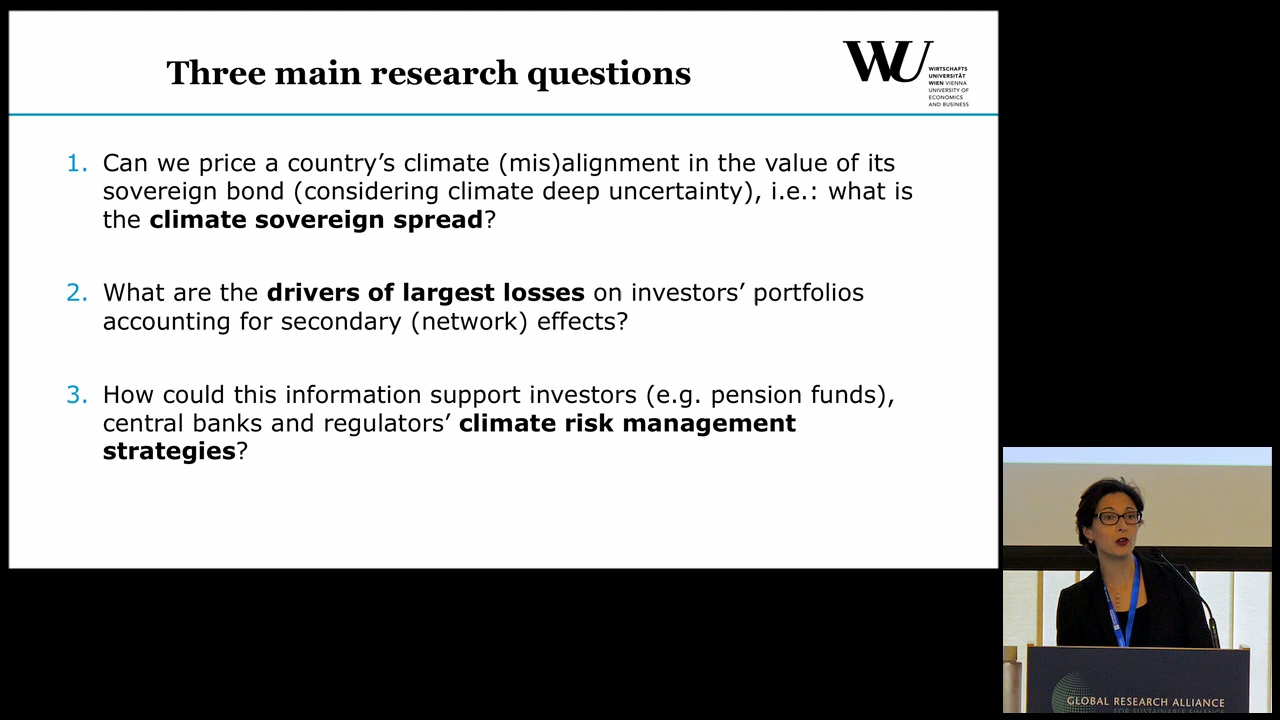 Three main research questions
WU
WIRTSCHAFTS
UNIVERSITÄT
WIEN VIENNA
UNIVERSITY OF
ECONOMICS
AND BUSINESS
1. Can we price a country’s climate (mis)alignment in the value of its
sovereign bond (considering climate deep uncertainty), i.e.: what is
the climate sovereign spread?
2. What are the drivers of largest losses on investors’ portfolios
accounting for secondary (network) effects?
3. How could this information support investors (e.g. pension funds),
central banks and regulators’ climate risk management
strategies?
GLOBAL RESEARCH ALLIANCE
FOR SUSTAINABLE FINANCE